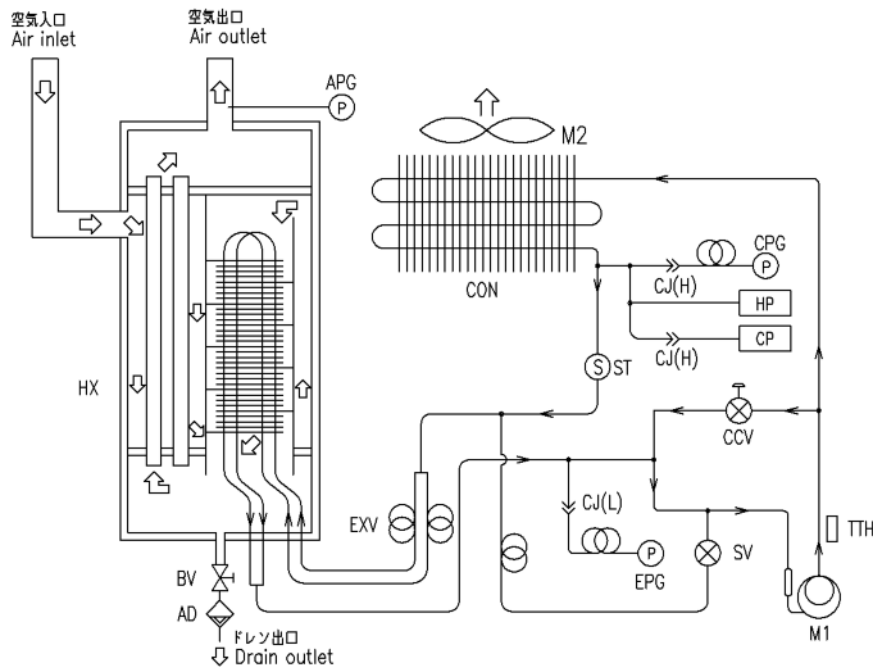 空気入口
Air inlet
空気出口
Air outlet
APG
P
M2
CON
CPG
P
CJ(H)
HP
CP
CJ(H)
S ST
HX
CCV
EXV
CJ(L)
P
EPG
SV
TTH
M1
BV
AD
ドレン出口
Drain outlet